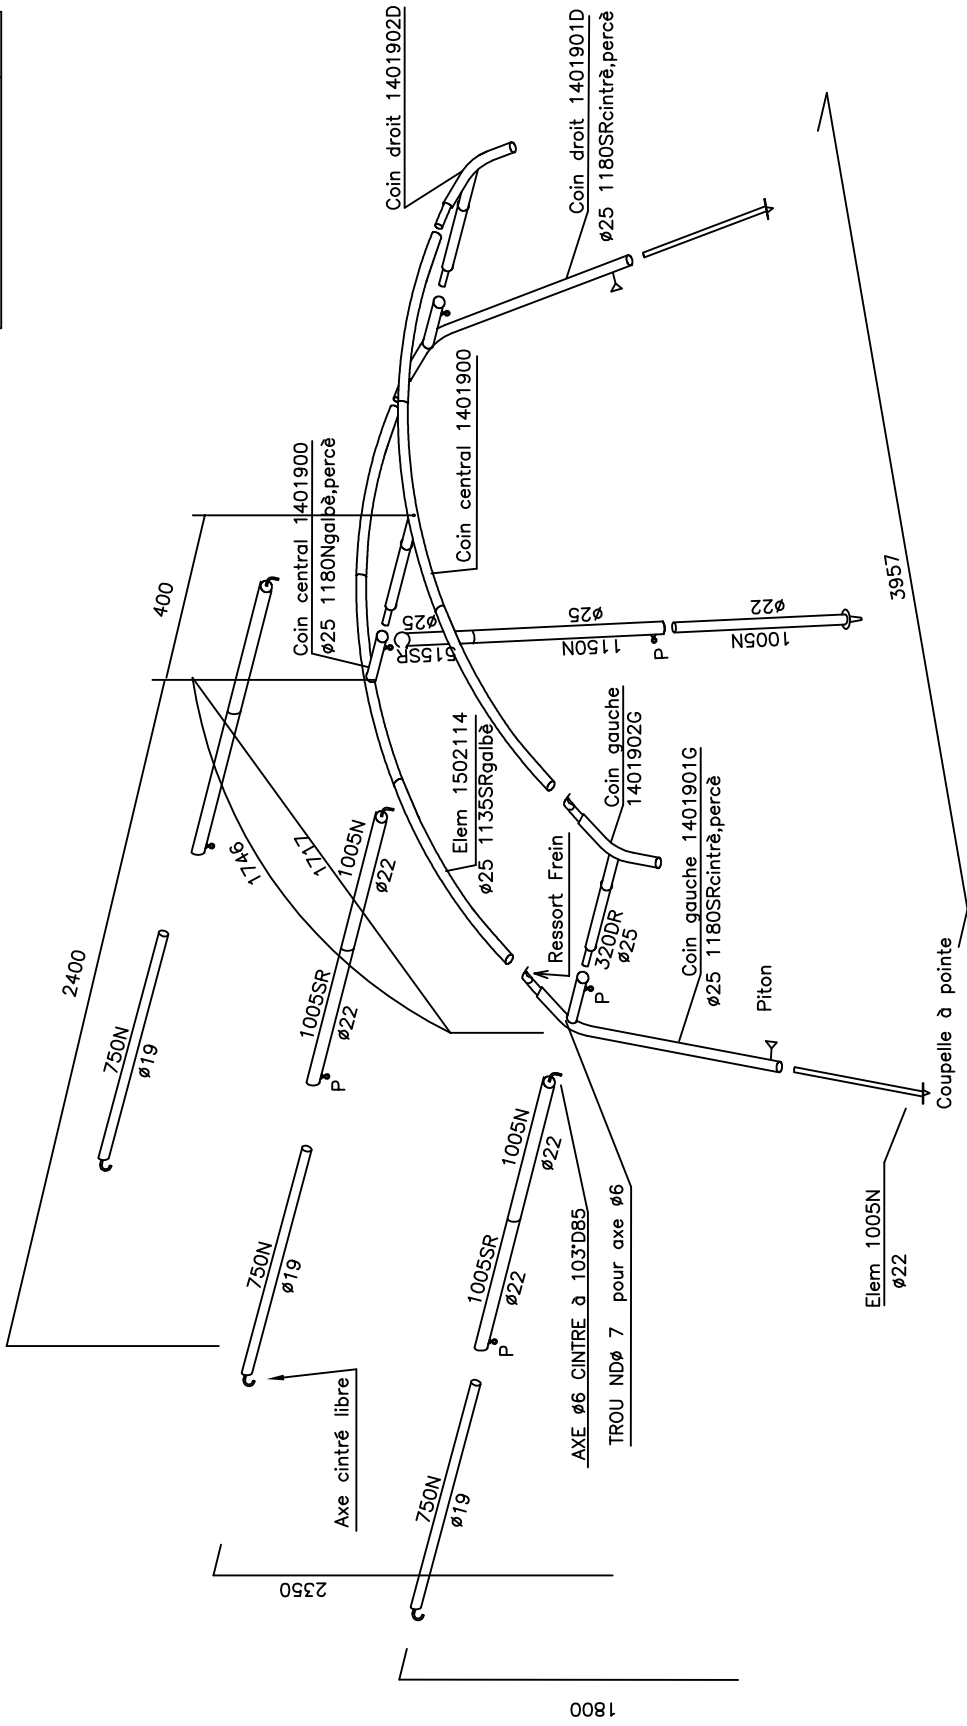 Coin droit 1401902D
Coin droit 1401901D
ø25 1180SRcintrè,percè
Coin central 1401900
ø25 1180Ngalbè,percè
Coin central 1401900
400
2400
3957
ø25
515SR
ø25
1150N
P
ø22
1005N
1746
1717
Elem 1502114
ø25 1135SRgalbè
Coin gauche
1401902G
Ressort Frein
320DR
ø25
P
Coin gauche 1401901G
ø25 1180SRcintrè,percè
Piton
Coupelle à pointe
Elem 1005N
ø22
750N
ø19
1005N
ø22
1005SR
ø22
P
750N
ø19
1005N
ø22
1005SR
ø22
P
750N
ø19
AXE ø6 CINTRE à 103°D85
TROU NDø 7 pour axe ø6
Axe cintré libre
2350
1800